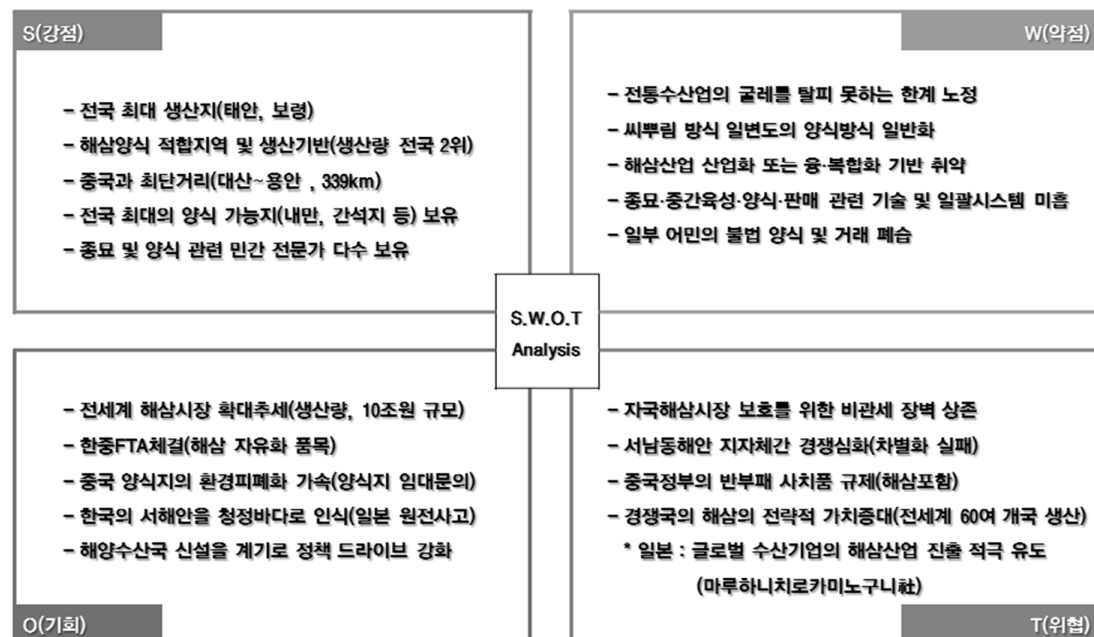 S(강점)
- 전국 최대 생산지(태안, 보령)
- 해삼양식 적합지역 및 생산기반(생산량 전국 2위)
- 중국과 최단거리(대산~용안 , 339km)
- 전국 최대의 양식 가능지(내만, 간석지 등) 보유
- 종묘 및 양식 관련 민간 전문가 다수 보유
W(약점)
- 전통수산업의 굴레를 탈피 못하는 한계 노정
- 씨뿌림 방식 일변도의 양식방식 일반화
- 해삼산업 산업화 또는 융·복합화 기반 취약
- 종묘·중간육성·양식·판매 관련 기술 및 일괄시스템 미흡
- 일부 어민의 불법 양식 및 거래 폐습
S.W.O.T
Analysis
- 전세계 해삼시장 확대추세(생산량, 10조원 규모)
- 한중FTA체결(해삼 자유화 품목)
- 중국 양식지의 환경피폐화 가속(양식지 임대문의)
- 한국의 서해안을 청정바다로 인식(일본 원전사고)
- 해양수산국 신설을 계기로 정책 드라이브 강화
O(기회)
- 자국해삼시장 보호를 위한 비관세 장벽 상존
- 서남동해안 지자체간 경쟁심화(차별화 실패)
- 중국정부의 반부패 사치품 규제(해삼포함)
- 경쟁국의 해삼의 전략적 가치증대(전세계 60여 개국 생산)
* 일본 : 글로벌 수산기업의 해삼산업 진출 적극 유도
(마루하니치로카미노구니社)
T(위협)